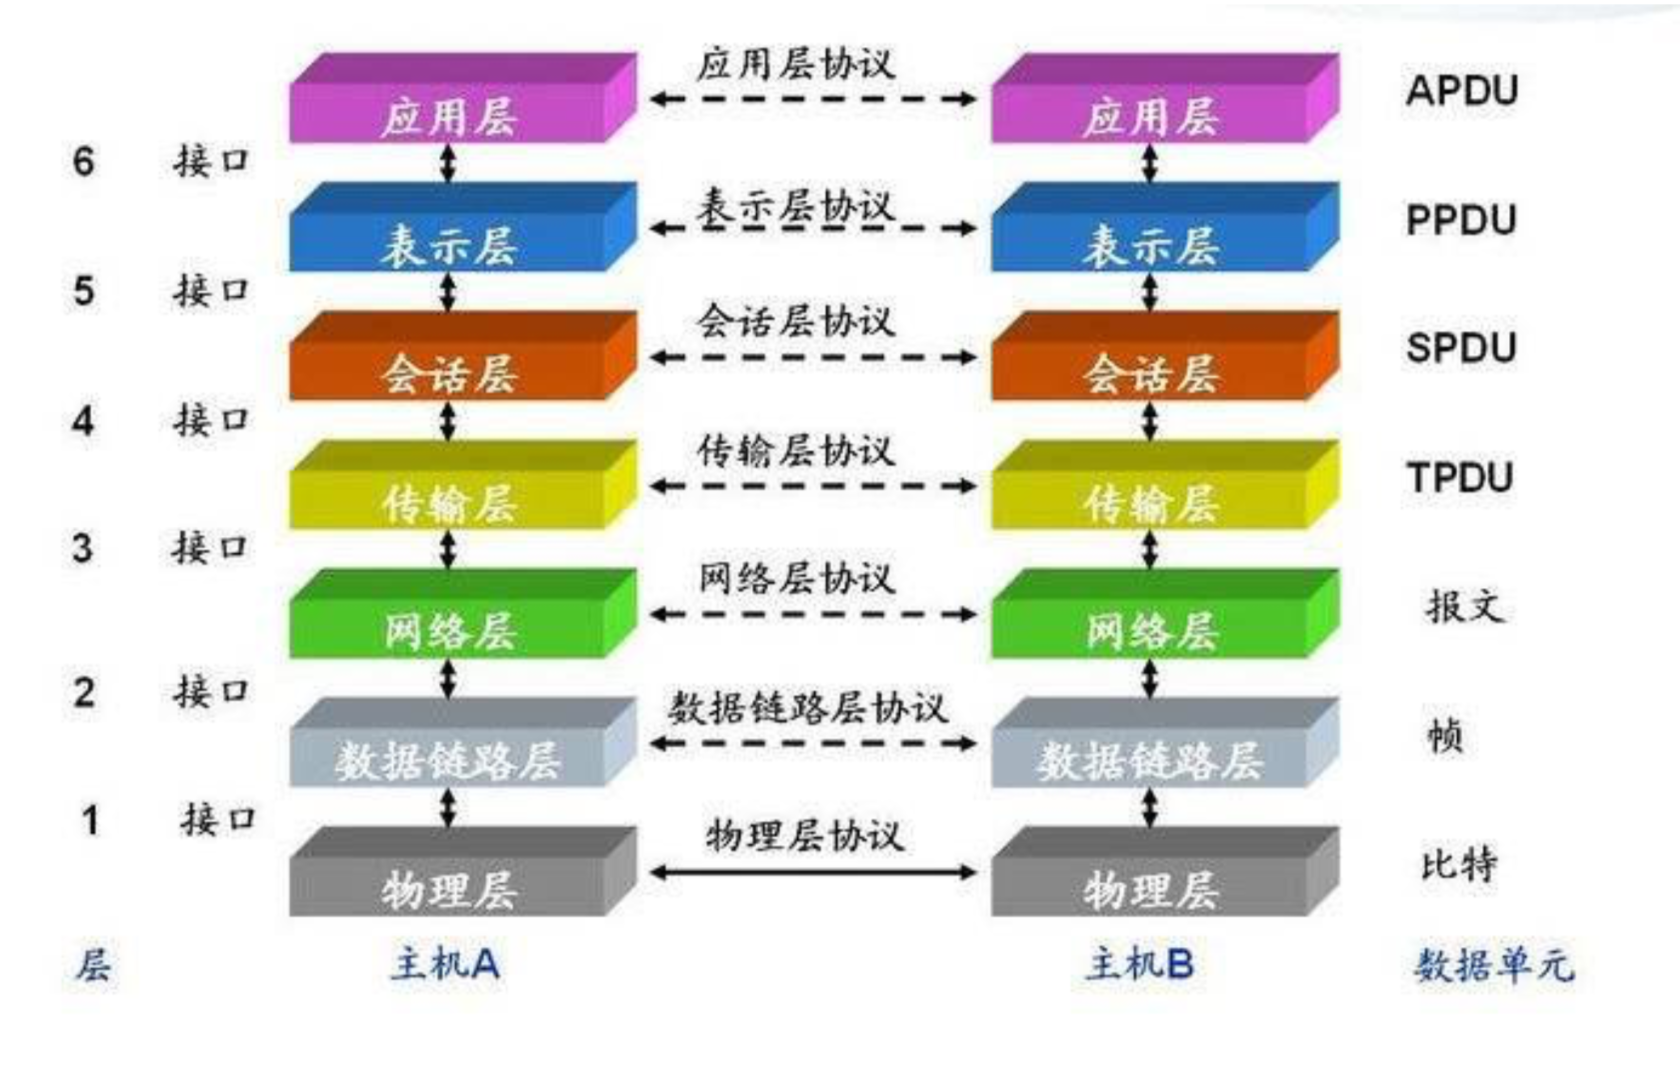 应用层 应用层协议 应用层 APDU
6 接口
表示层 表示层协议 表示层 PPDU
5 接口
会话层 会话层协议 会话层 SPDU
4 接口
传输层 传输层协议 传输层 TPDU
3 接口
网络层 网络层协议 网络层 报文
2 接口
数据链路层 数据链路层协议 数据链路层 帧
1 接口
物理层 物理层协议 物理层 比特
层 主机A 主机B 数据单元